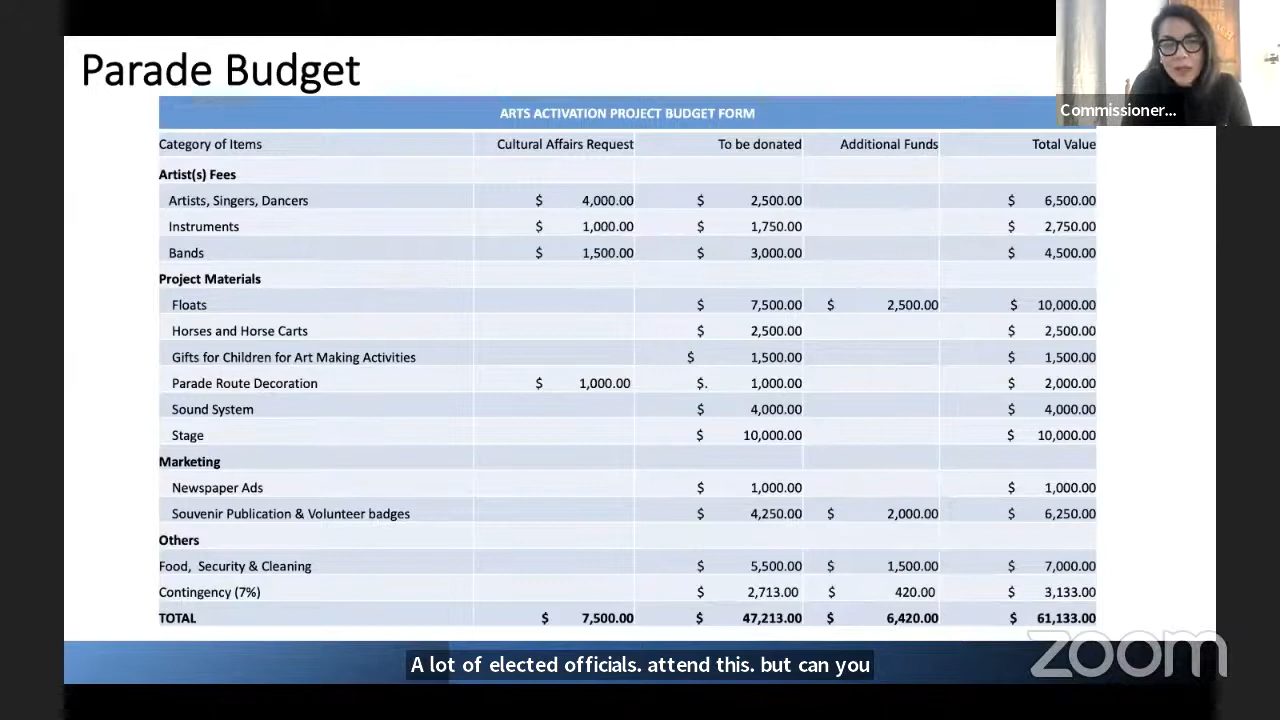 Parade Budget
ARTS ACTIVATION PROJECT BUDGET FORM
Category of Items Cultural Affairs Request To be donated Additional Funds Total Value
Artist(s) Fees
Artists, Singers, Dancers $ 4,000.00 $ 2,500.00 $ 6,500.00
Instruments $ 1,000.00 $ 1,750.00 $ 2,750.00
Bands $ 1,500.00 $ 3,000.00 $ 4,500.00
Project Materials
Floats $ 7,500.00 $ 2,500.00 $ 10,000.00
Horses and Horse Carts $ 2,500.00 $ 2,500.00
Gifts for Children for Art Making Activities $ 1,500.00 $ 1,500.00
Parade Route Decoration $ 1,000.00 $. 1,000.00 $ 2,000.00
Sound System $ 4,000.00 $ 4,000.00
Stage $ 10,000.00 $ 10,000.00
Marketing
Newspaper Ads $ 1,000.00 $ 1,000.00
Souvenir Publication & Volunteer badges $ 4,250.00 $ 2,000.00 $ 6,250.00
Others
Food, Security & Cleaning $ 5,500.00 $ 1,500.00 $ 7,000.00
Contingency (7%) $ 2,713.00 $ 420.00 $ 3,133.00
TOTAL $ 7,500.00 $ 47,213.00 $ 6,420.00 $ 61,133.00
Commissioner...
A lot of elected officials. attend this. but can you
zoom